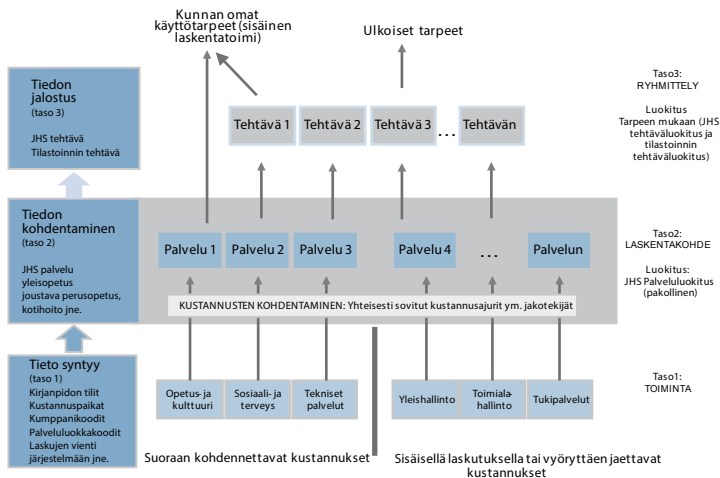 Kunnan omat
käyttötarpeet (sisäinen
laskentatoimi)
Ulkoiset tarpeet
Tiedon
jalostus
(taso 3)
JHS tehtävä
Tilastoinnin tehtävä
Tehtävä 1
Tehtävä 2
Tehtävä 3
...
Tehtävän
Taso3:
RYHMITTELY
Luokitus
Tarpeen mukaan (JHS
tehtäväluokitus ja
tilastoinnin
tehtäväluokitus)
Tiedon
kohdentaminen
(taso 2)
JHS palvelu
yleisopetus
joustava perusopetus,
kotihoito jne.
Palvelu 1
Palvelu 2
Palvelu 3
Palvelu 4
...
Palvelun
KUSTANNUSTEN KOHDENTAMINEN: Yhteisesti sovitut kustannusajurit ym. jakotekijät
Taso2:
LASKENTAKOHDE
Luokitus:
JHS Palveluluokitus
(pakollinen)
Tieto syntyy
(taso 1)
Kirjanpidon tilit
Kustannuspaikat
Kumppanikoodit
Palveluluokkakoodit
Laskujen vienti
järjestelmään jne.
Opetus- ja
kulttuuri
Sosiaali- ja
terveys
Tekniset
palvelut
Yleishallinto
Toimiala-
hallinto
Tukipalvelut
Taso1:
TOIMINTA
Suoraan kohdennettavat kustannukset
Sisäisellä laskutuksella tai vyöryttäen jaettavat
kustannukset